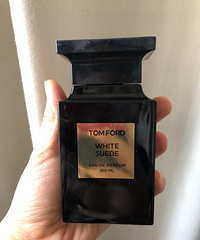 TOM FORD
WHITE
SUEDE
EAU DE PARFUM
100 ML